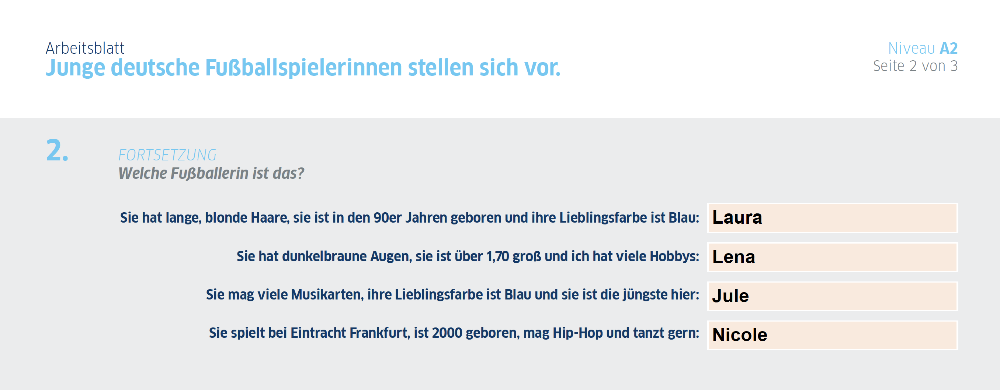 Arbeitsblatt
Junge deutsche Fußballspielerinnen stellen sich vor.
Niveau A2
Seite 2 von 3
2.
FORTSETZUNG
Welche Fußballerin ist das?
Sie hat lange, blonde Haare, sie ist in den 90er Jahren geboren und ihre Lieblingsfarbe ist Blau: Laura
Sie hat dunkelbraune Augen, sie ist über 1,70 groß und ich hat viele Hobbys: Lena
Sie mag viele Musikarten, ihre Lieblingsfarbe ist Blau und sie ist die jüngste hier: Jule
Sie spielt bei Eintracht Frankfurt, ist 2000 geboren, mag Hip-Hop und tanzt gern: Nicole